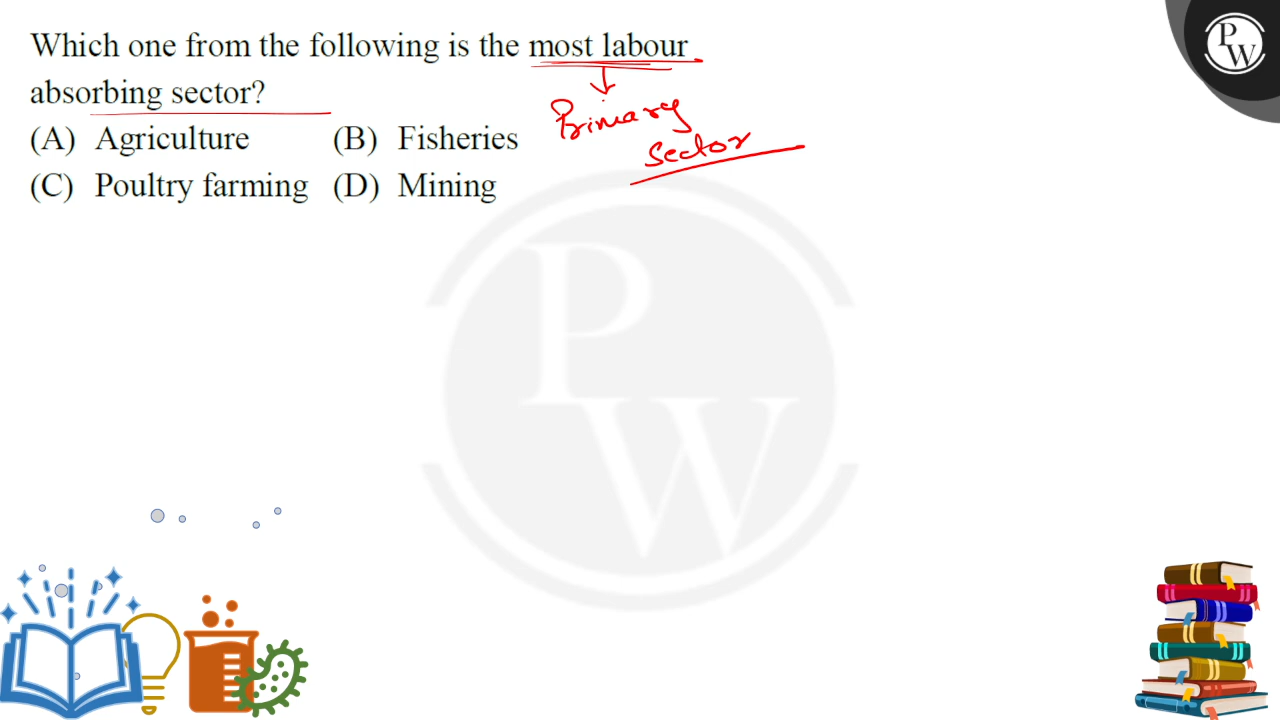 Which one from the following is the most labour
absorbing sector?
Primary
sector
(A) Agriculture (B) Fisheries
(C) Poultry farming (D) Mining
PW
PW